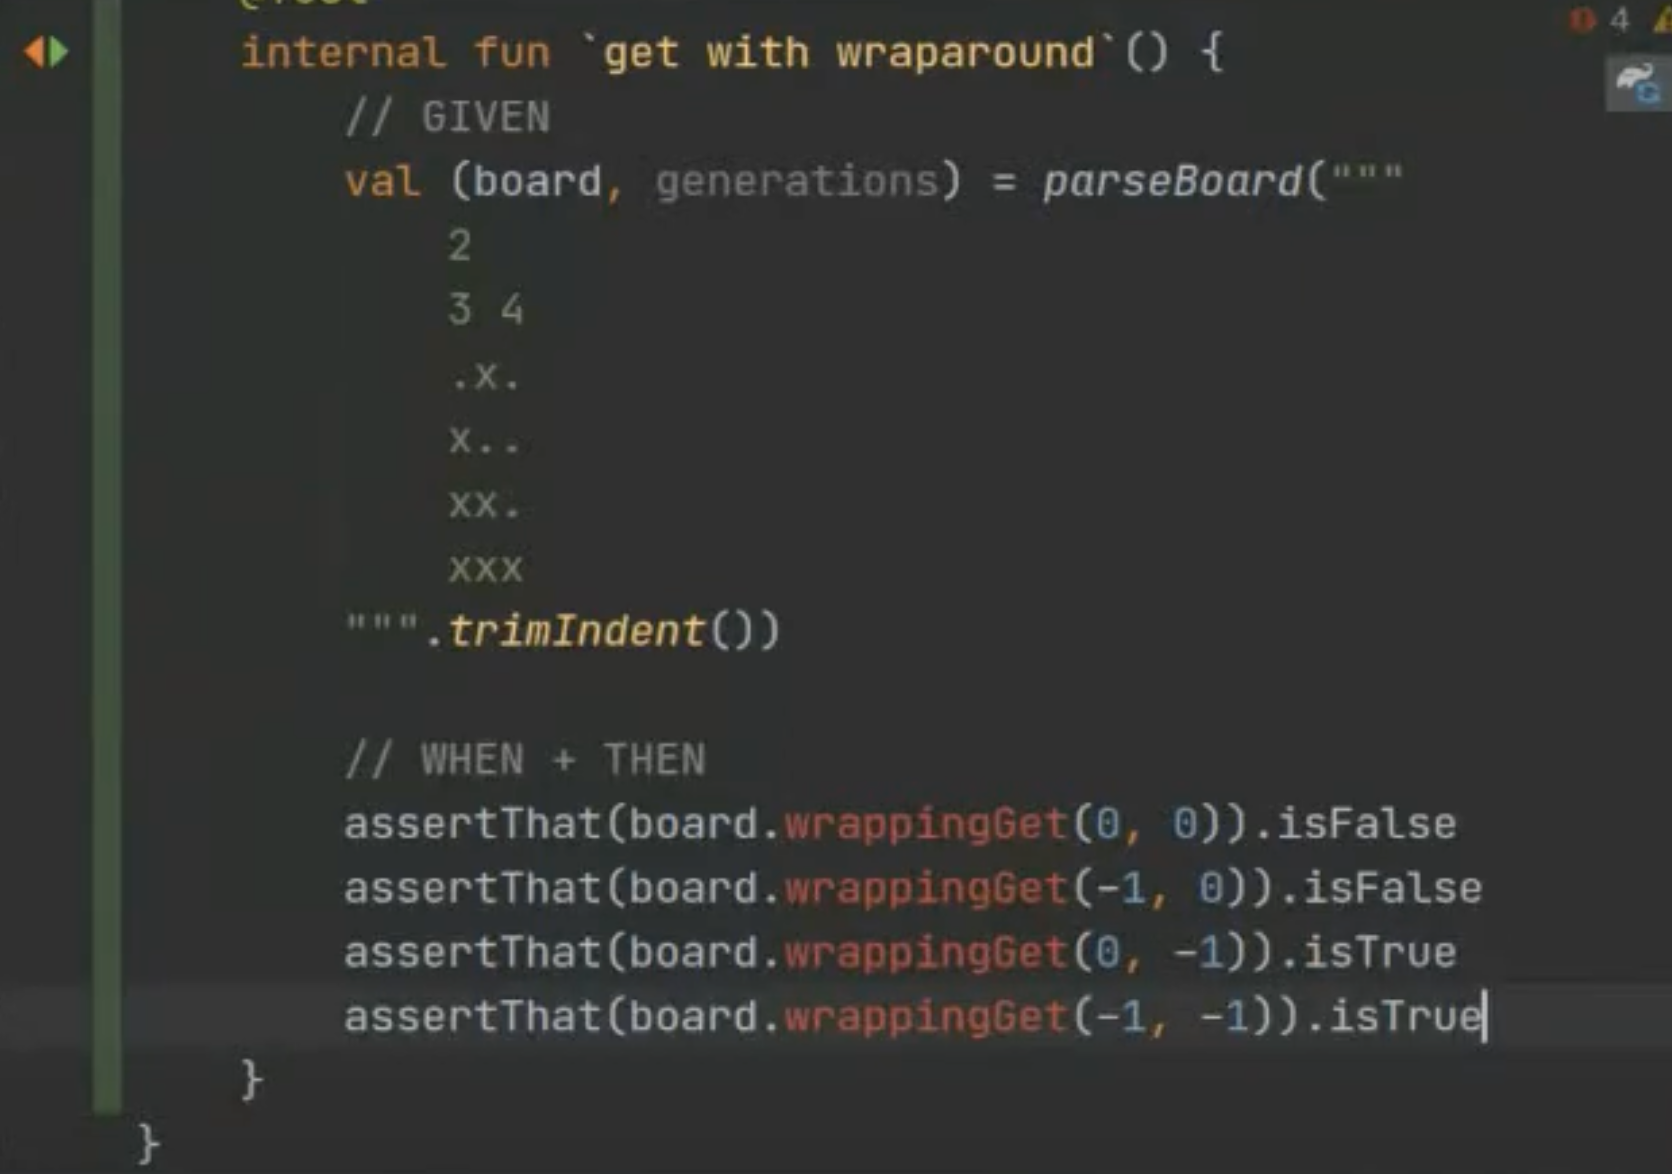 internal fun `get with wraparound`() {
// GIVEN
val (board, generations) = parseBoard("""
2
3 4
.x.
x..
xx.
xxx
""".trimIndent())
// WHEN + THEN
assertThat(board.wrappingGet(0, 0)).isFalse
assertThat(board.wrappingGet(-1, 0)).isFalse
assertThat(board.wrappingGet(0, -1)).isTrue
assertThat(board.wrappingGet(-1, -1)).isTrue
}
}
4